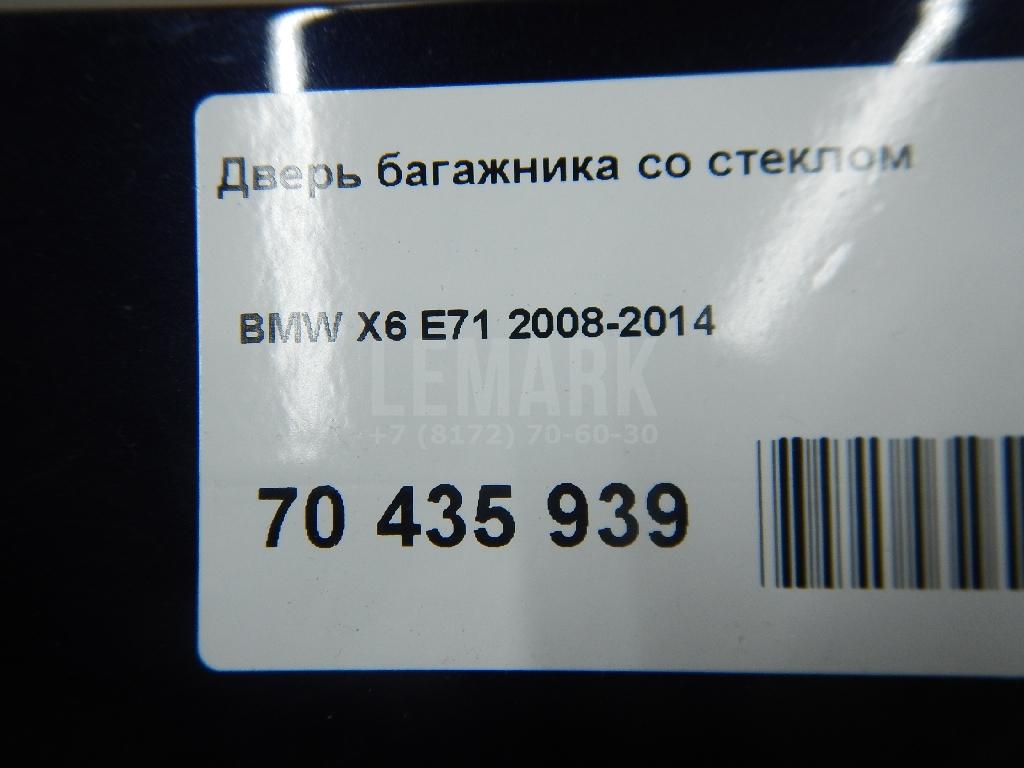 Дверь багажника со стеклом
BMW X6 E71 2008-2014
LEMARK
+7 (8172) 70-60-30
70 435 939